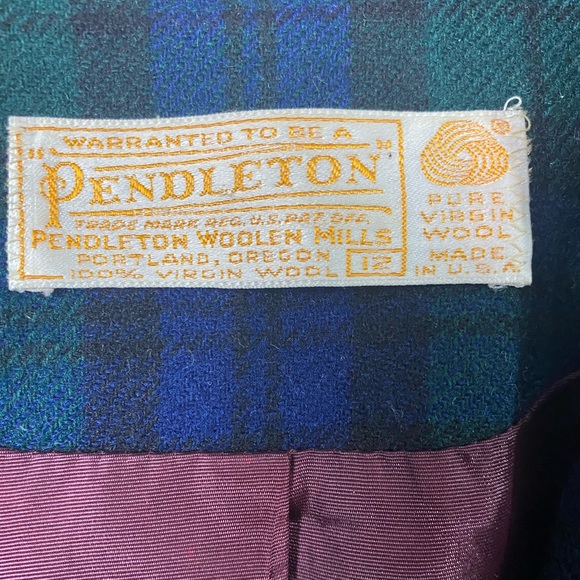 WARRANTED TO BE A
"PENDLETON"
TRADE MARK REG. U.S. PAT. OFF.
PENDLETON WOOLEN MILLS
PORTLAND, OREGON
100% VIRGIN WOOL
12
®
PURE
VIRGIN
WOOL
MADE
IN U.S.A.